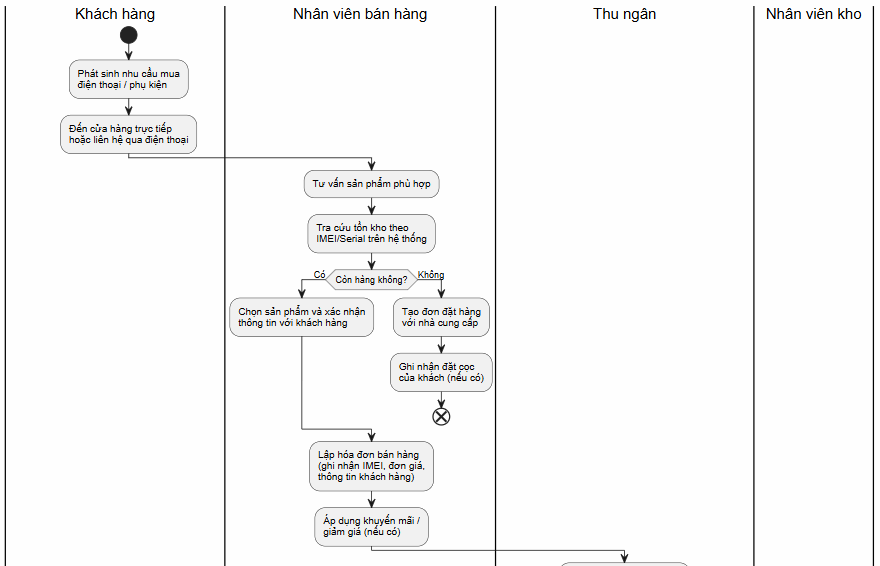 Khách hàng
Nhân viên bán hàng
Thu ngân
Nhân viên kho
Phát sinh nhu cầu mua
điện thoại / phụ kiện
Đến cửa hàng trực tiếp
hoặc liên hệ qua điện thoại
Tư vấn sản phẩm phù hợp
Tra cứu tồn kho theo
IMEI/Serial trên hệ thống
Có
Còn hàng không?
Không
Chọn sản phẩm và xác nhận
thông tin với khách hàng
Tạo đơn đặt hàng
với nhà cung cấp
Ghi nhận đặt cọc
của khách (nếu có)
Lập hóa đơn bán hàng
(ghi nhận IMEI, đơn giá,
thông tin khách hàng)
Áp dụng khuyến mãi /
giảm giá (nếu có)